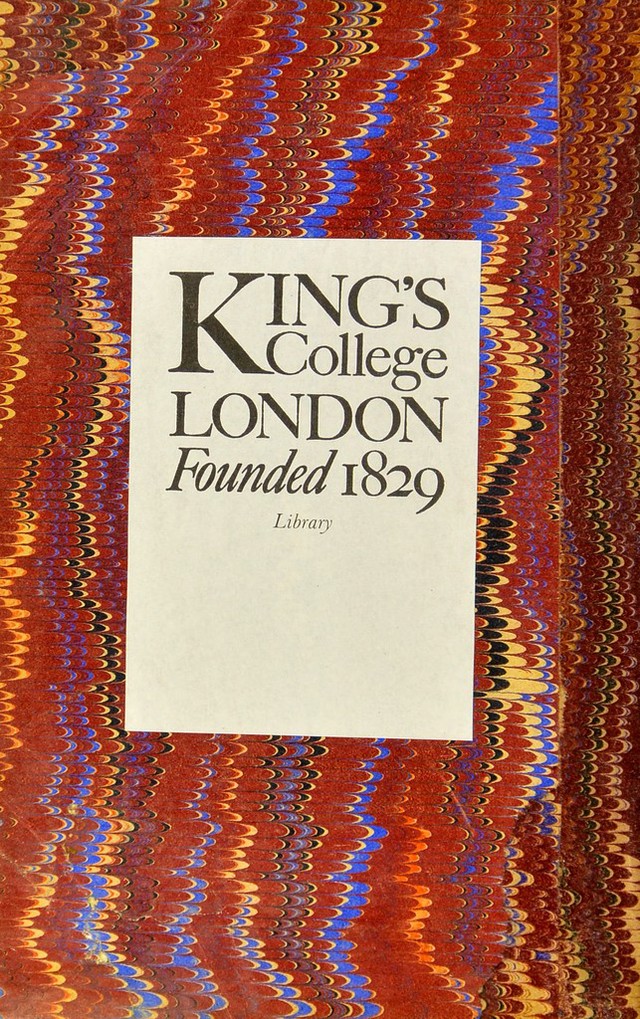 KING'S
College
LONDON
Founded 1829
Library